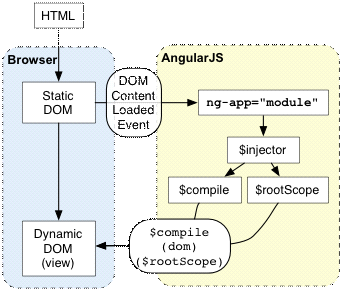 HTML
Browser
AngularJS
Static
DOM
DOM
Content
Loaded
Event
ng-app="module"
$injector
$compile
$rootScope
Dynamic
DOM
(view)
$compile
(dom)
($rootScope)